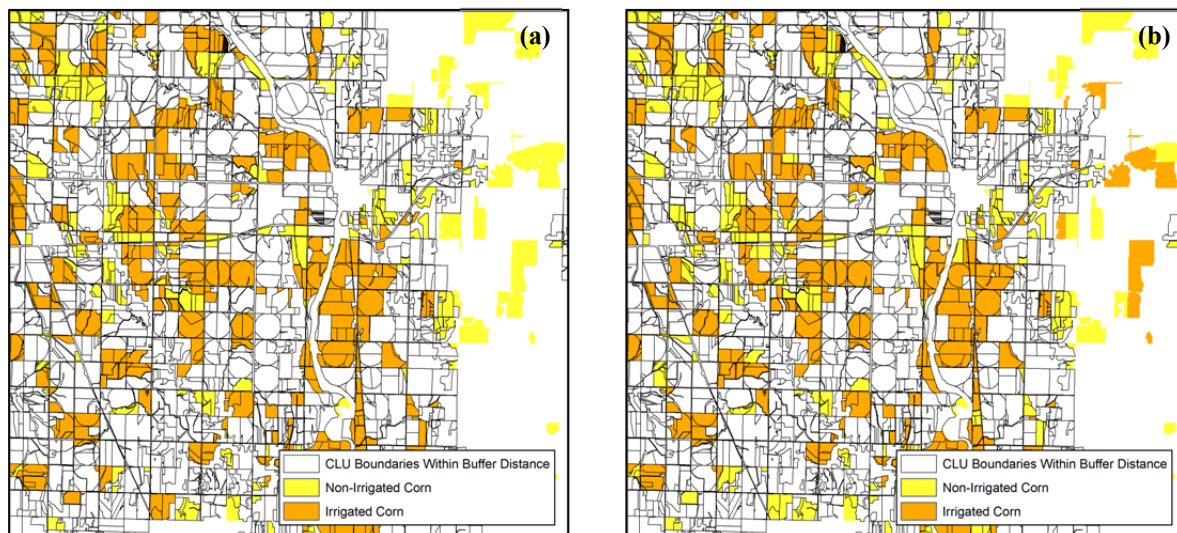 (a)
CLU Boundaries Within Buffer Distance
Non-Irrigated Corn
Irrigated Corn
(b)
CLU Boundaries Within Buffer Distance
Non-Irrigated Corn
Irrigated Corn